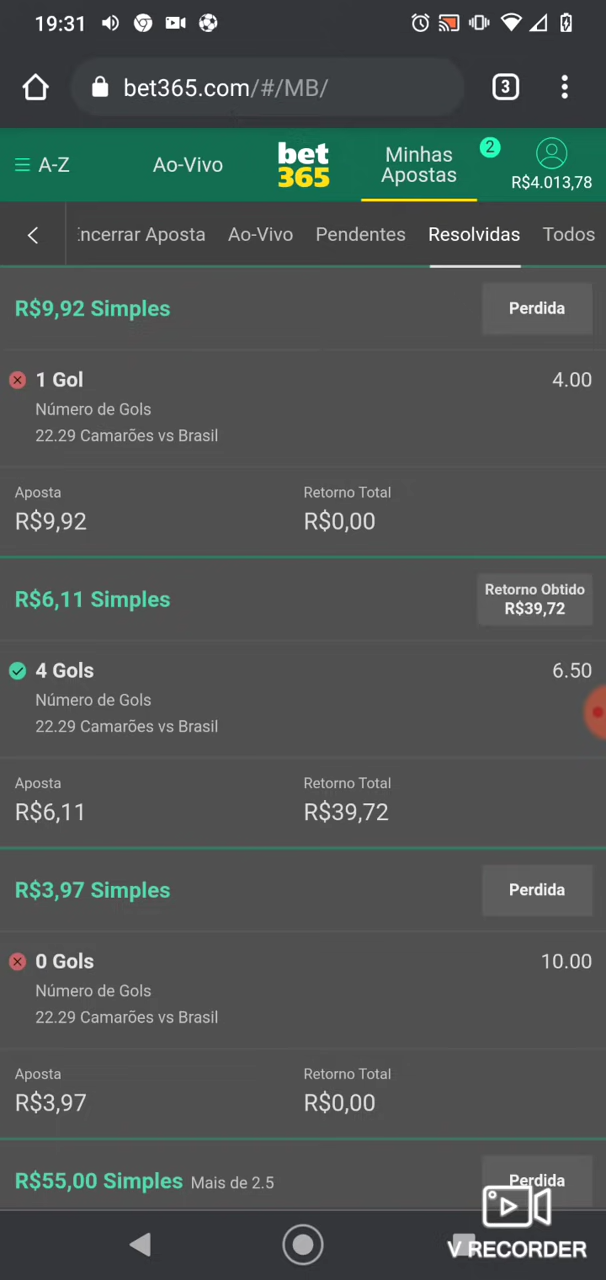 19:31
bet365.com/#/MB/
3
A-Z
Ao-Vivo
bet
365
Minhas
Apostas
2
R$4.013,78
Encerrar Aposta
Ao-Vivo
Pendentes
Resolvidas
Todos
R$9,92 Simples
Perdida
1 Gol
4.00
Número de Gols
22.29 Camarões vs Brasil
Aposta
Retorno Total
R$9,92
R$0,00
R$6,11 Simples
Retorno Obtido
R$39,72
4 Gols
6.50
Número de Gols
22.29 Camarões vs Brasil
Aposta
Retorno Total
R$6,11
R$39,72
R$3,97 Simples
Perdida
0 Gols
10.00
Número de Gols
22.29 Camarões vs Brasil
Aposta
Retorno Total
R$3,97
R$0,00
R$55,00 Simples Mais de 2.5
Perdida
V RECORDER